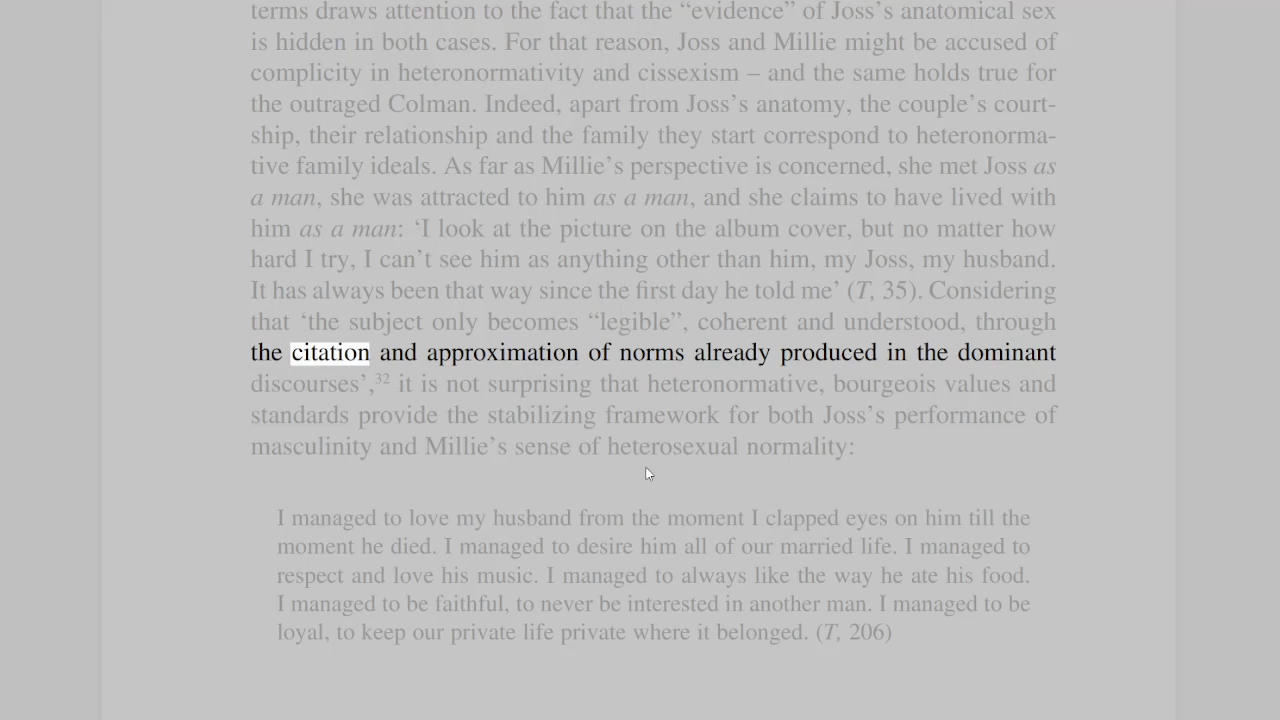 terms draws attention to the fact that the “evidence” of Joss’s anatomical sex
is hidden in both cases. For that reason, Joss and Millie might be accused of
complicity in heteronormativity and cissexism – and the same holds true for
the outraged Colman. Indeed, apart from Joss’s anatomy, the couple’s court-
ship, their relationship and the family they start correspond to heteronorma-
tive family ideals. As far as Millie’s perspective is concerned, she met Joss as
a man, she was attracted to him as a man, and she claims to have lived with
him as a man: ‘I look at the picture on the album cover, but no matter how
hard I try, I can’t see him as anything other than him, my Joss, my husband.
It has always been that way since the first day he told me’ (T, 35). Considering
that ‘the subject only becomes “legible”, coherent and understood, through
the citation and approximation of norms already produced in the dominant
discourses’,32 it is not surprising that heteronormative, bourgeois values and
standards provide the stabilizing framework for both Joss’s performance of
masculinity and Millie’s sense of heterosexual normality:
I managed to love my husband from the moment I clapped eyes on him till the
moment he died. I managed to desire him all of our married life. I managed to
respect and love his music. I managed to always like the way he ate his food.
I managed to be faithful, to never be interested in another man. I managed to be
loyal, to keep our private life private where it belonged. (T, 206)